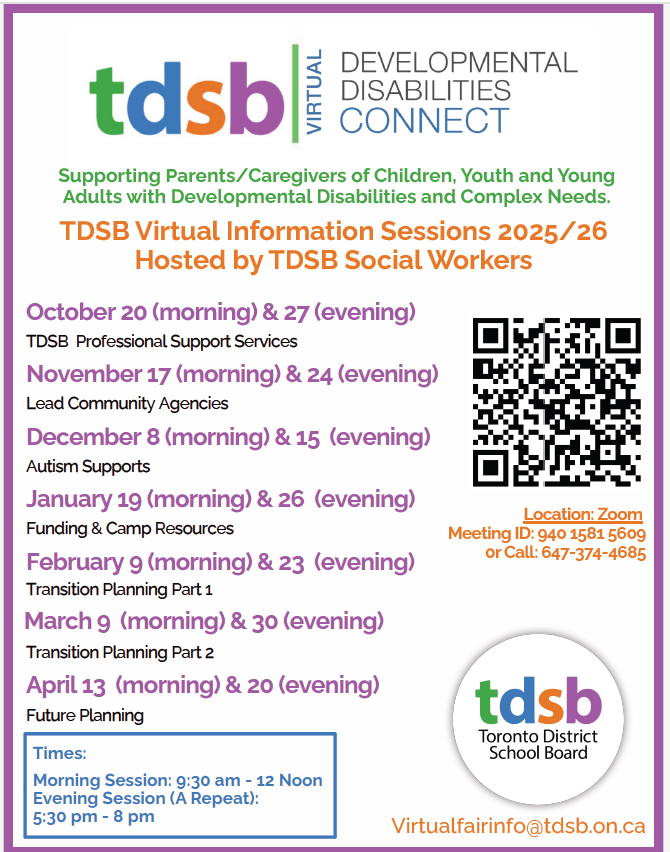 tdsb
VIRTUAL
DEVELOPMENTAL
DISABILITIES
CONNECT
Supporting Parents/Caregivers of Children, Youth and Young
Adults with Developmental Disabilities and Complex Needs.
TDSB Virtual Information Sessions 2025/26
Hosted by TDSB Social Workers
October 20 (morning) & 27 (evening)
TDSB Professional Support Services
November 17 (morning) & 24 (evening)
Lead Community Agencies
December 8 (morning) & 15 (evening)
Autism Supports
January 19 (morning) & 26 (evening)
Funding & Camp Resources
February 9 (morning) & 23 (evening)
Transition Planning Part 1
March 9 (morning) & 30 (evening)
Transition Planning Part 2
April 13 (morning) & 20 (evening)
Future Planning
Times:
Morning Session: 9:30 am - 12 Noon
Evening Session (A Repeat):
5:30 pm - 8 pm
Location: Zoom
Meeting ID: 940 1581 5609
or Call: 647-374-4685
tdsb
Toronto District
School Board
Virtualfairinfo@tdsb.on.ca